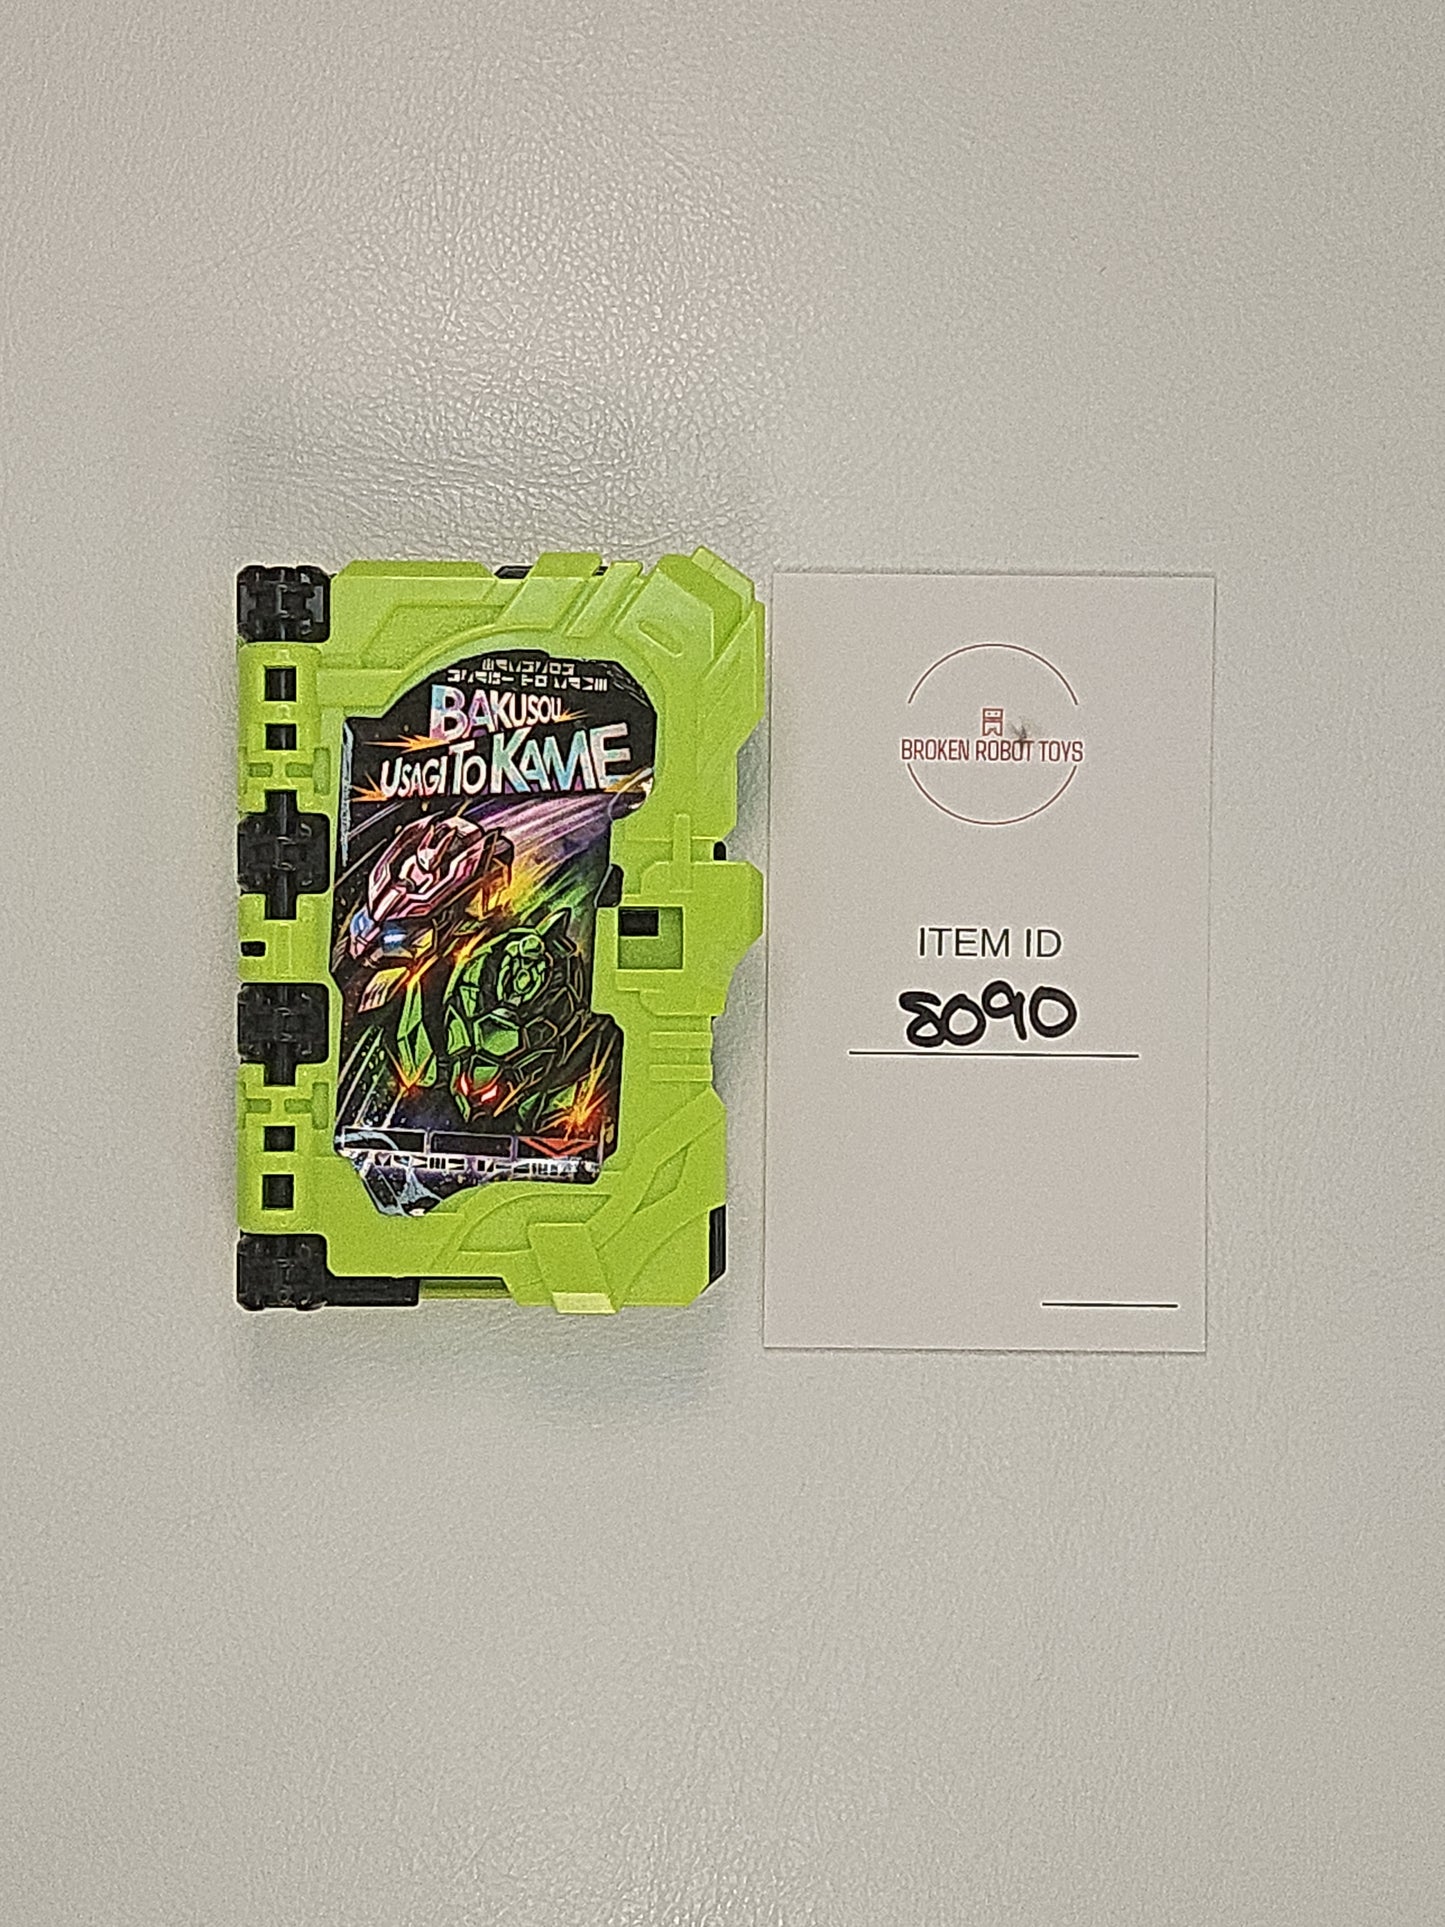 BAKUSOU
USAGI TO KAME
BROKEN ROBOT TOYS
ITEM ID
8090